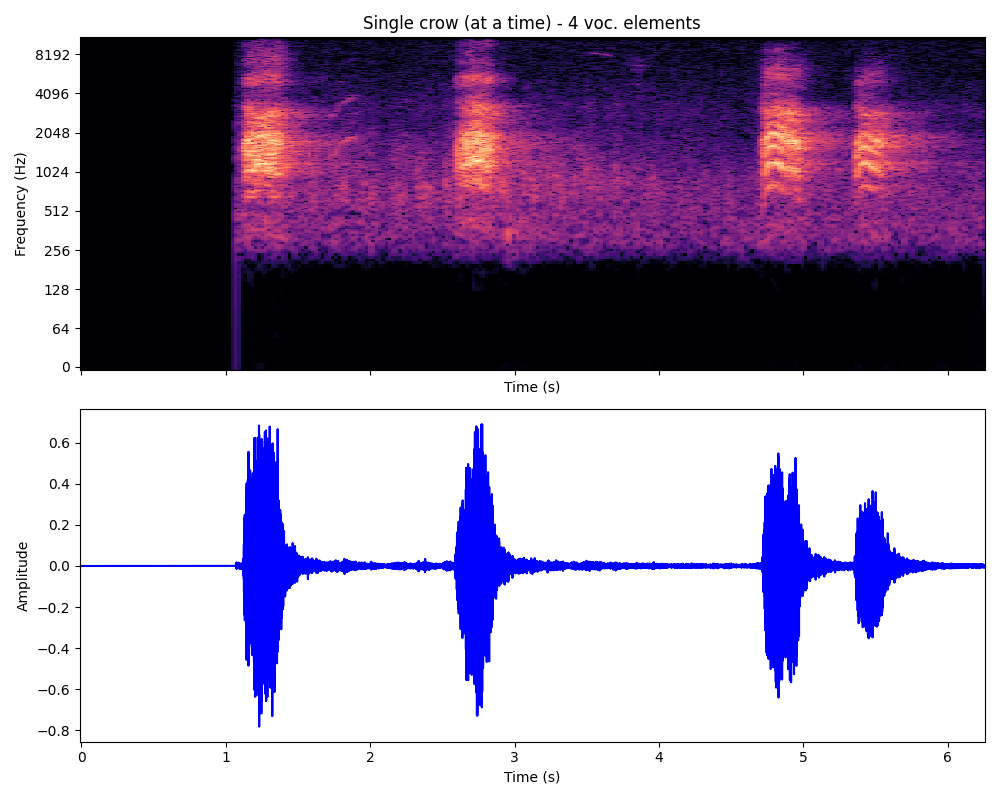 Single crow (at a time) - 4 voc. elements
8192
4096
2048
1024
512
256
128
64
0
Frequency (Hz)
Time (s)
0.6
0.4
0.2
0.0
−0.2
−0.4
−0.6
−0.8
Amplitude
0 1 2 3 4 5 6
Time (s)